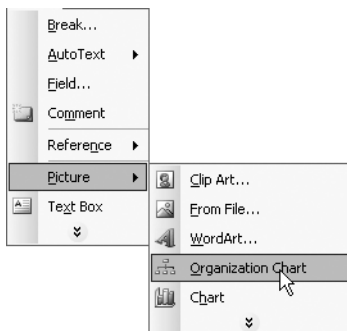 Break...
AutoText
Field...
Comment
Reference
Picture
Text Box
Clip Art...
From File...
WordArt...
Organization Chart
Chart